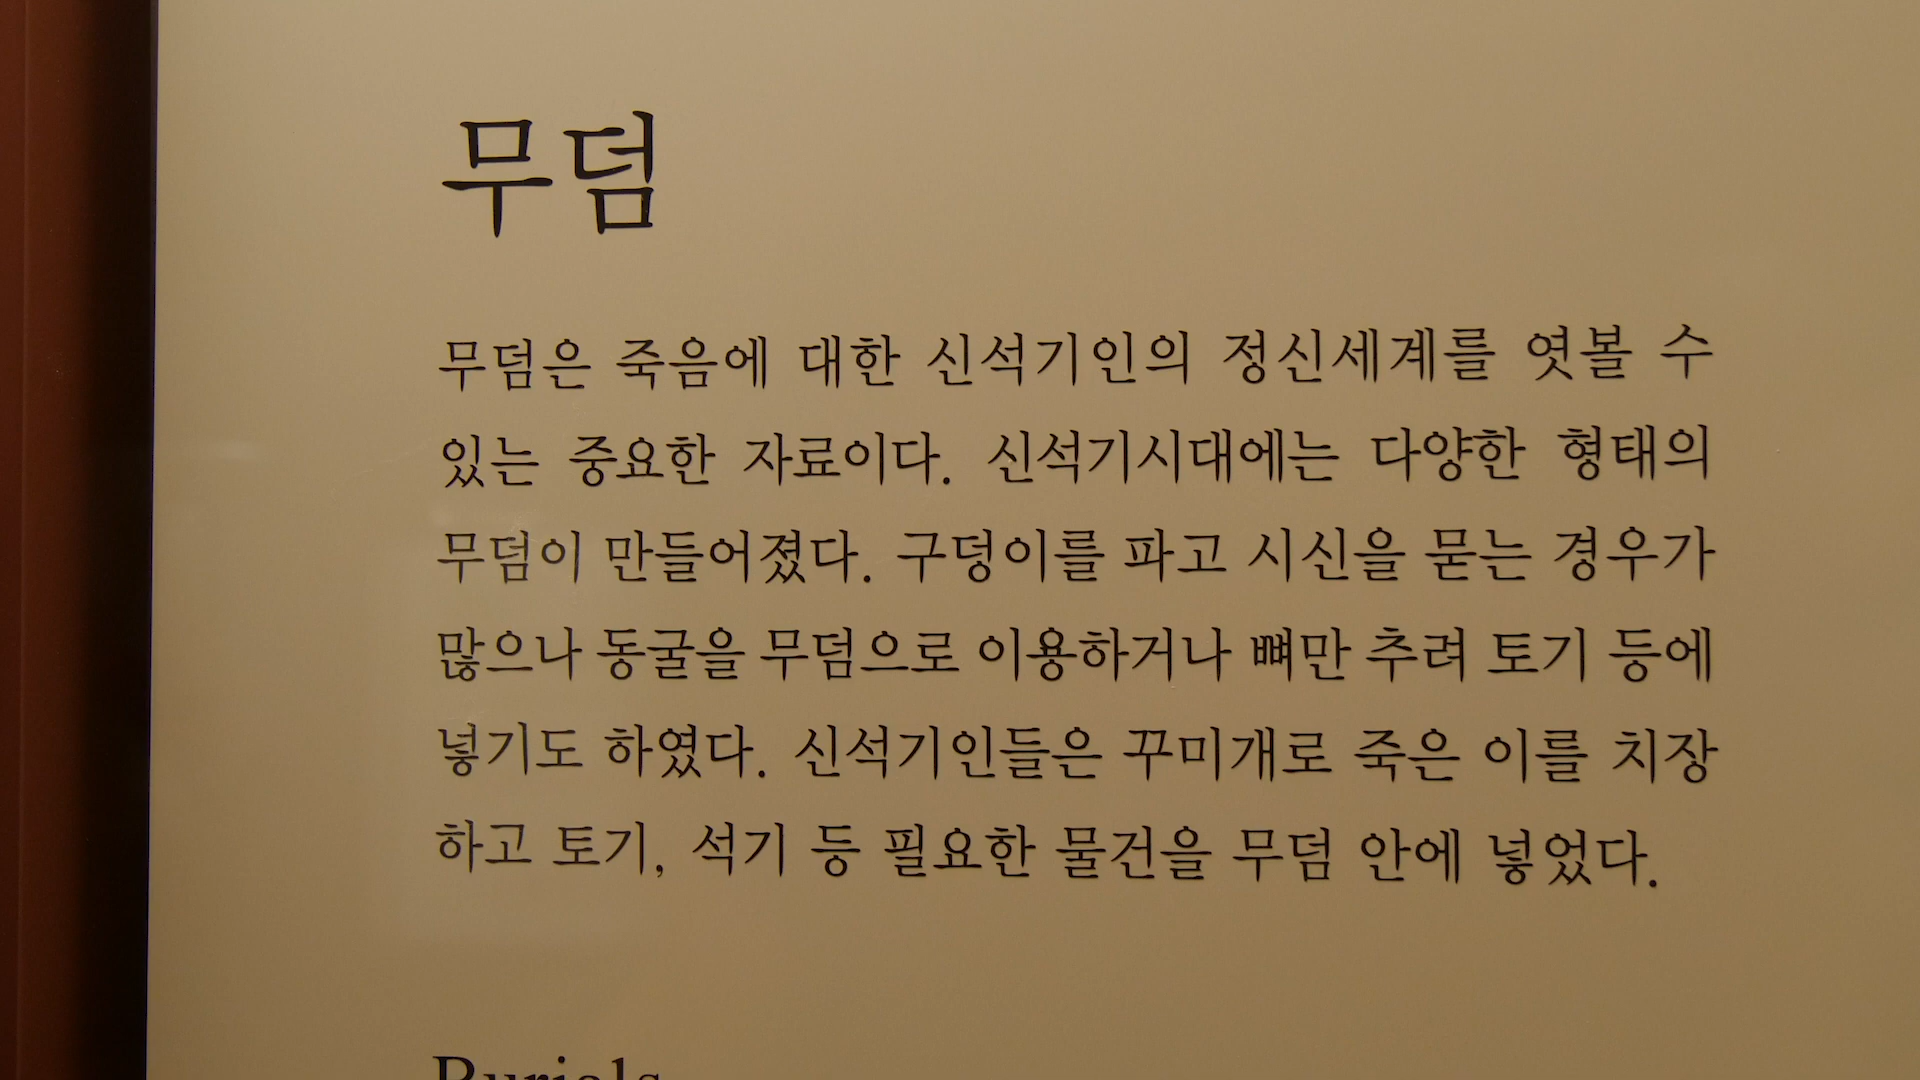 무덤
무덤은 죽음에 대한 신석기인의 정신세계를 엿볼 수
있는 중요한 자료이다. 신석기시대에는 다양한 형태의
무덤이 만들어졌다. 구덩이를 파고 시신을 묻는 경우가
많으나 동굴을 무덤으로 이용하거나 뼈만 추려 토기 등에
넣기도 하였다. 신석기인들은 꾸미개로 죽은 이를 치장
하고 토기, 석기 등 필요한 물건을 무덤 안에 넣었다.
Burials